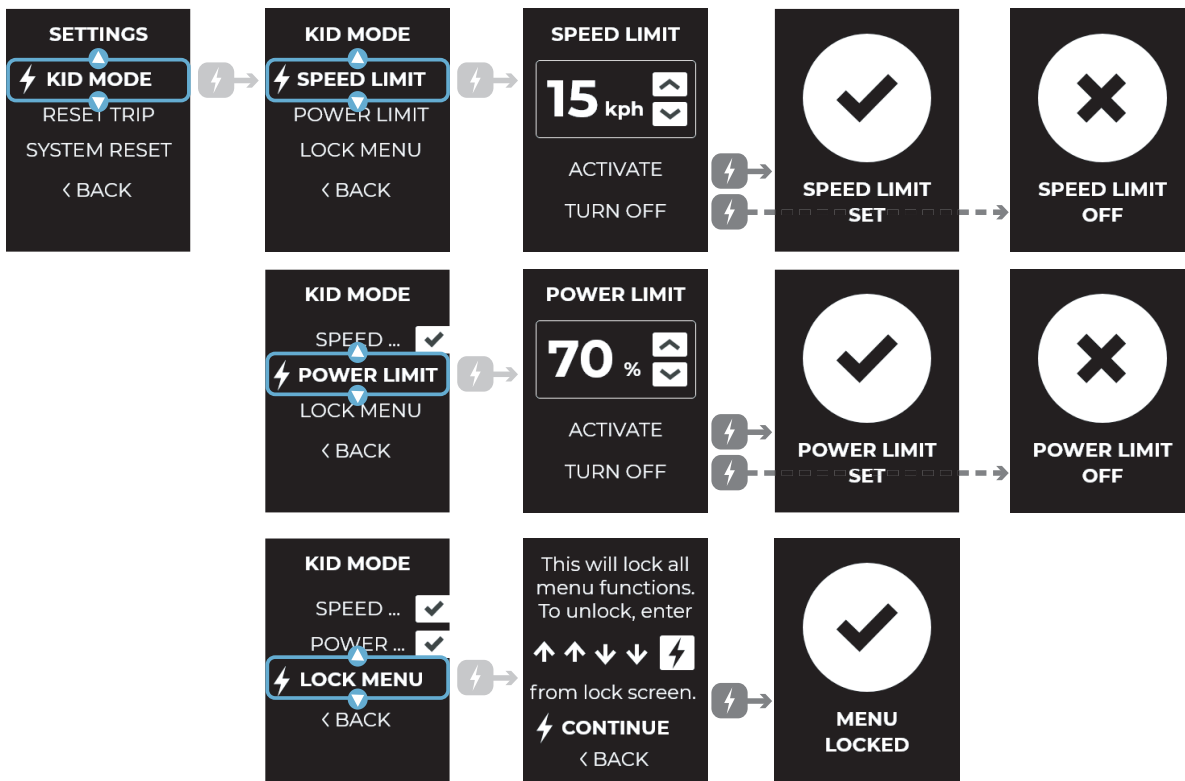 SETTINGS
KID MODE
RESET TRIP
SYSTEM RESET
< BACK
KID MODE
SPEED LIMIT
POWER LIMIT
LOCK MENU
< BACK
SPEED LIMIT
15 kph
ACTIVATE
TURN OFF
SPEED LIMIT
SET
SPEED LIMIT
OFF
KID MODE
SPEED ...
POWER LIMIT
LOCK MENU
< BACK
POWER LIMIT
70 %
ACTIVATE
TURN OFF
POWER LIMIT
SET
POWER LIMIT
OFF
KID MODE
SPEED ...
POWER ...
LOCK MENU
< BACK
This will lock all
menu functions.
To unlock, enter
↑ ↑ ↓ ↓
from lock screen.
CONTINUE
< BACK
MENU
LOCKED